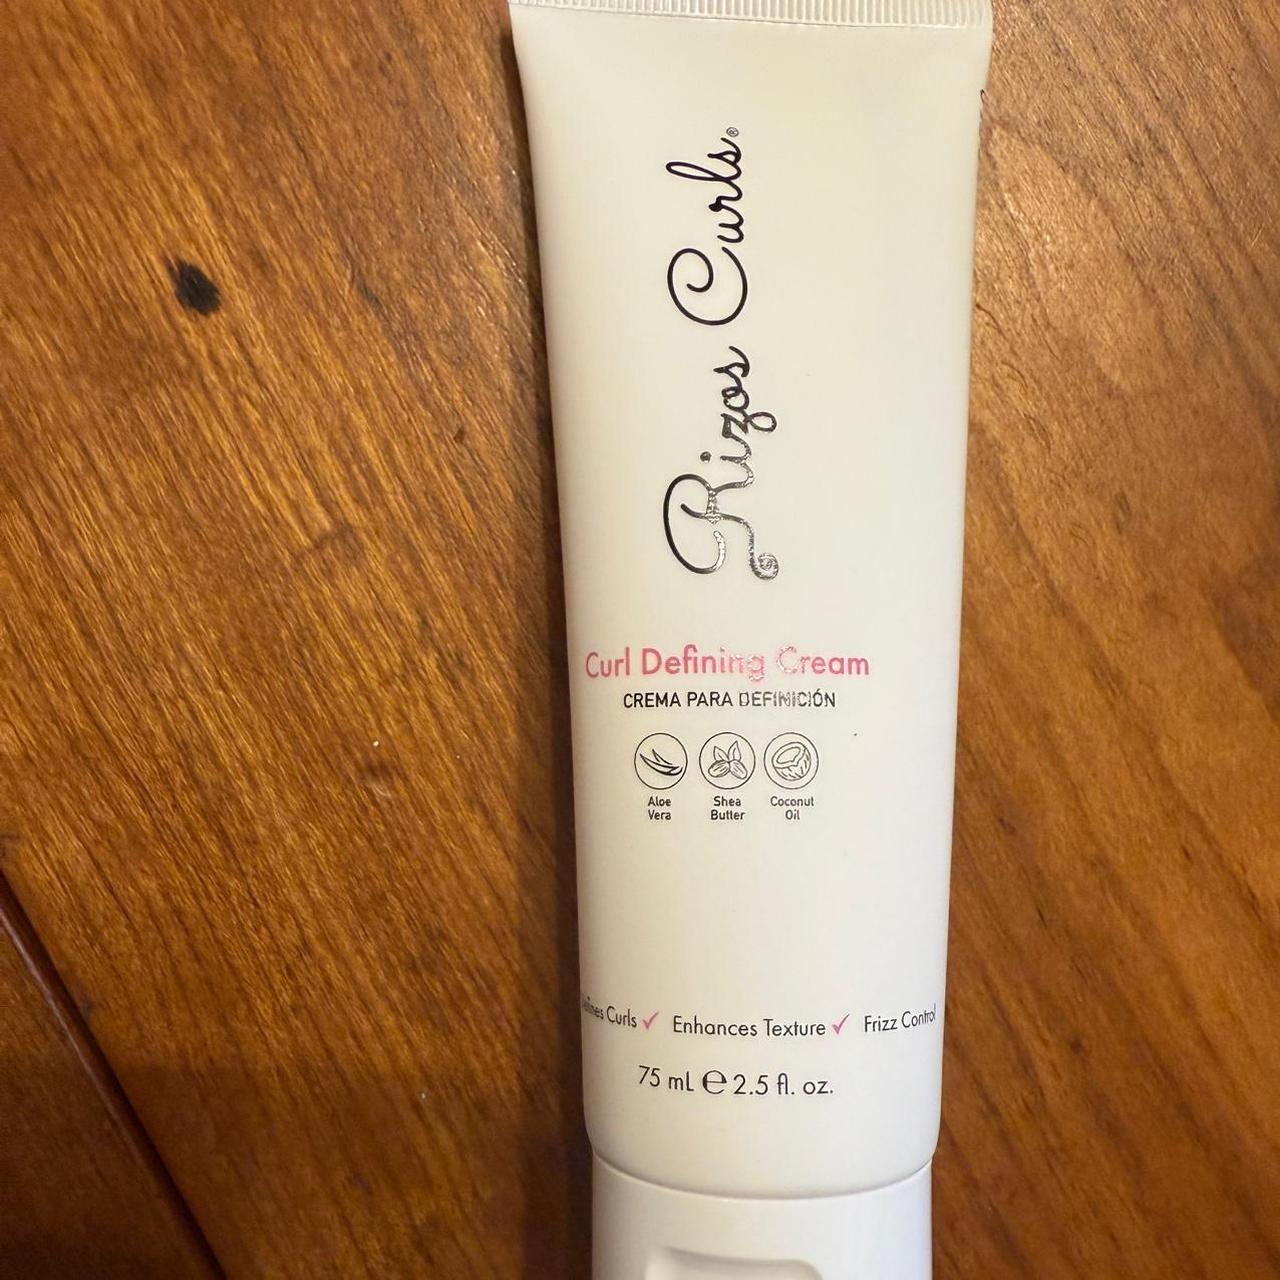 Rizos Curls®
Curl Defining Cream
CREMA PARA DEFINICIÓN
Aloe Vera
Shea Butter
Coconut Oil
Curls ✓ Enhances Texture ✓ Frizz Control
75 mL ℮ 2.5 fl. oz.